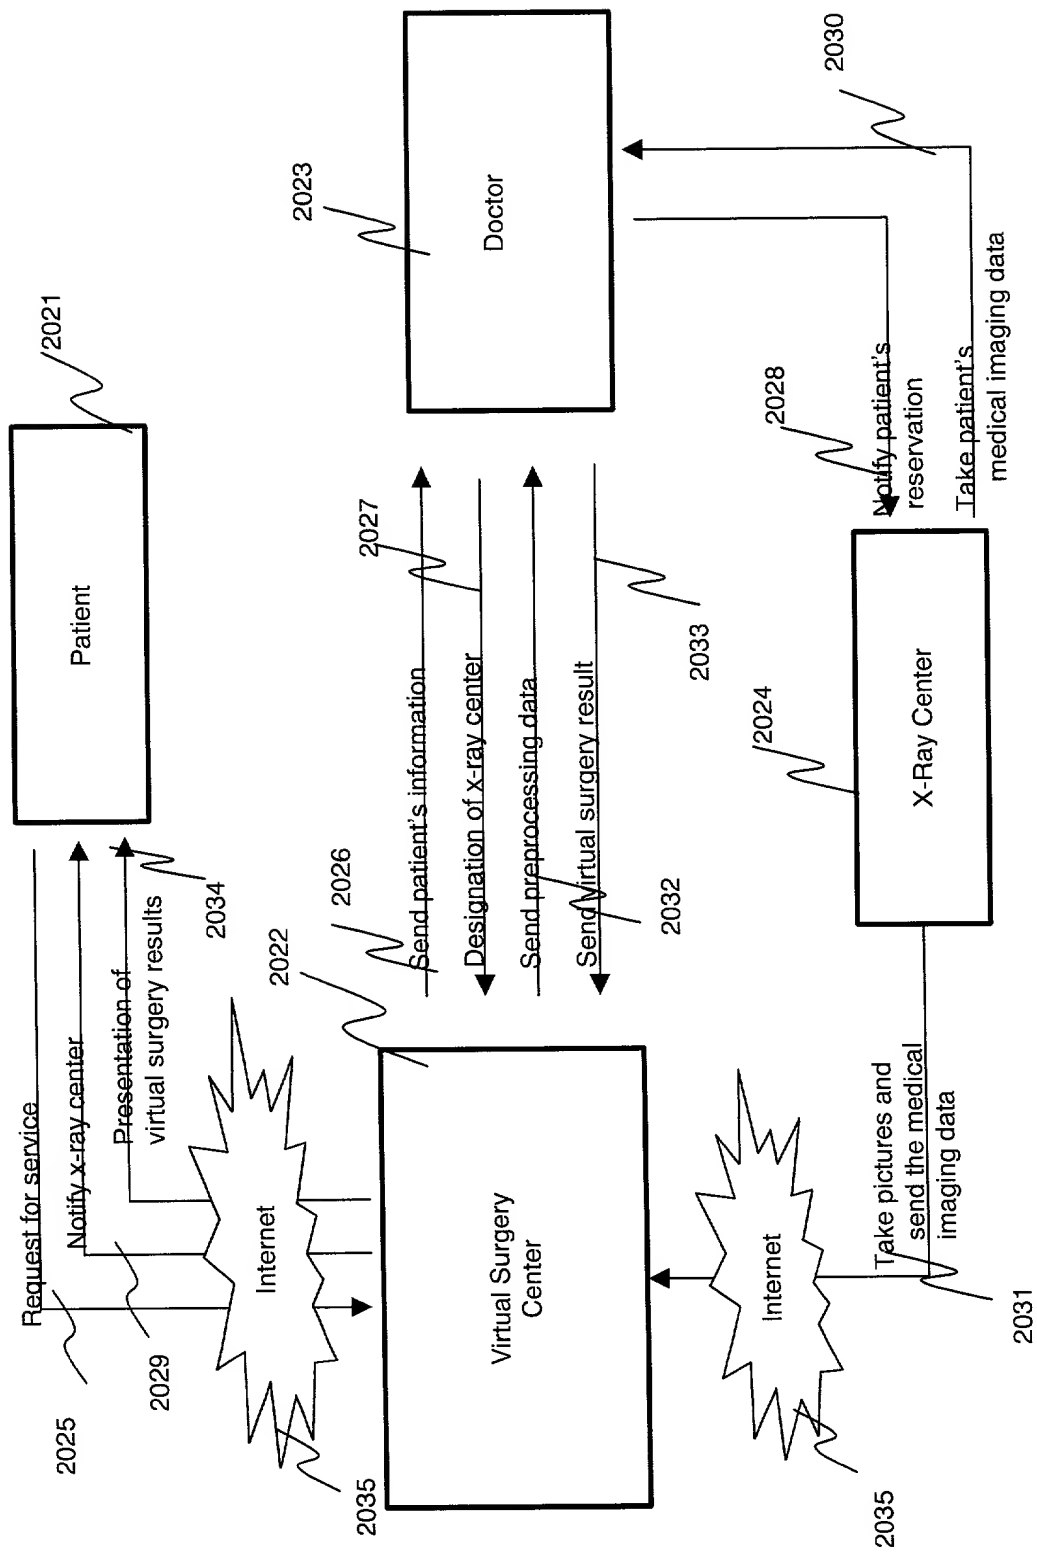 2025
Request for service
2029
Notify x-ray center
Presentation of
virtual surgery results
2034
Patient
2021
2035
Internet
2022
Virtual Surgery
Center
2026
Send patient's information
2027
Designation of x-ray center
Send preprocessing data
2032
Send Virtual surgery result
2033
2023
Doctor
2035
Internet
Take pictures and
send the medical
imaging data
2031
2024
X-Ray Center
2028
Notify patient's
reservation
Take patient's
medical imaging data
2030